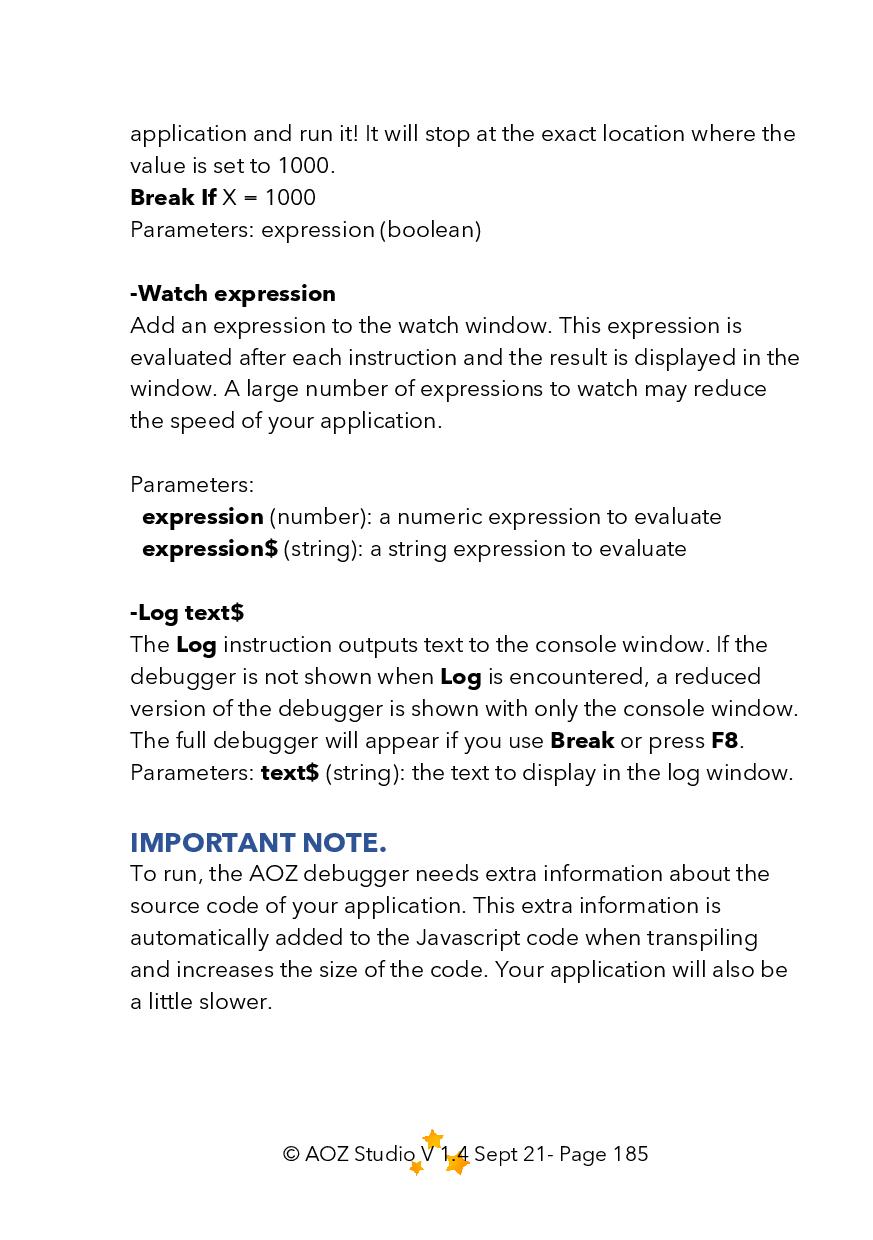 application and run it! It will stop at the exact location where the
value is set to 1000.
Break If X = 1000
Parameters: expression (boolean)
-Watch expression
Add an expression to the watch window. This expression is
evaluated after each instruction and the result is displayed in the
window. A large number of expressions to watch may reduce
the speed of your application.
Parameters:
expression (number): a numeric expression to evaluate
expression$ (string): a string expression to evaluate
-Log text$
The Log instruction outputs text to the console window. If the
debugger is not shown when Log is encountered, a reduced
version of the debugger is shown with only the console window.
The full debugger will appear if you use Break or press F8.
Parameters: text$ (string): the text to display in the log window.
IMPORTANT NOTE.
To run, the AOZ debugger needs extra information about the
source code of your application. This extra information is
automatically added to the Javascript code when transpiling
and increases the size of the code. Your application will also be
a little slower.
© AOZ Studio V 1.4 Sept 21- Page 185